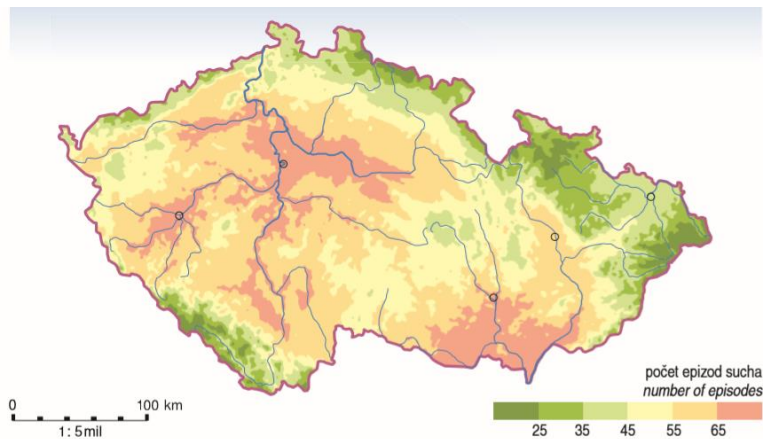 počet epizod sucha
number of episodes
0 100 km
1: 5 mil
25 35 45 55 65